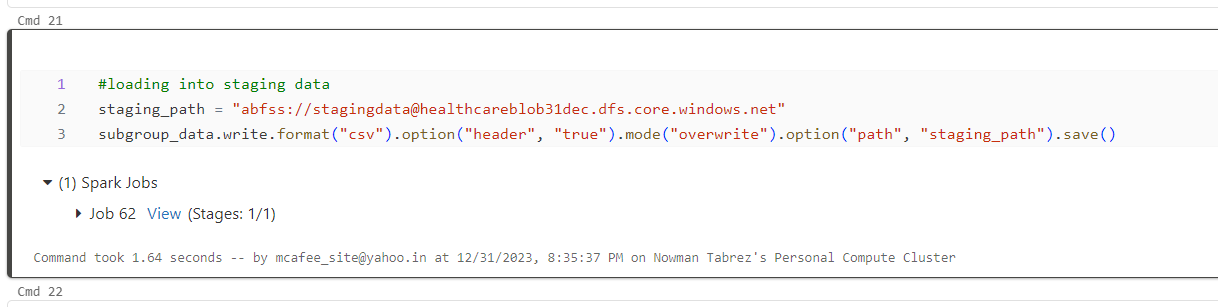 Cmd 21
1 #loading into staging data
2 staging_path = "abfss://stagingdata@healthcareblob31dec.dfs.core.windows.net"
3 subgroup_data.write.format("csv").option("header", "true").mode("overwrite").option("path", "staging_path").save()
(1) Spark Jobs
Job 62 View (Stages: 1/1)
Command took 1.64 seconds -- by mcafee_site@yahoo.in at 12/31/2023, 8:35:37 PM on Nowman Tabrez's Personal Compute Cluster
Cmd 22